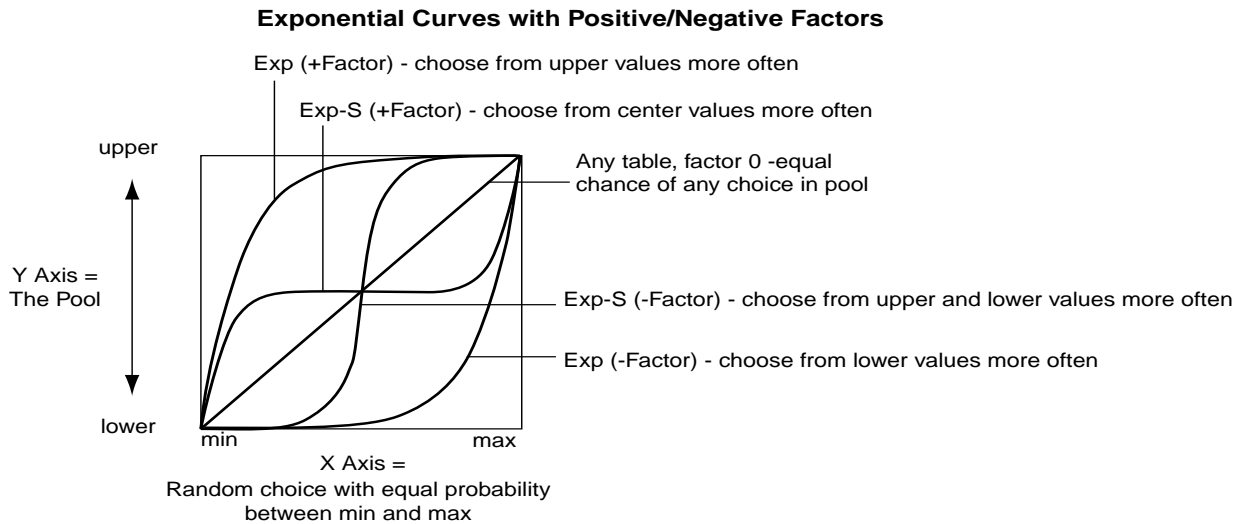 Exponential Curves with Positive/Negative Factors
Exp (+Factor) - choose from upper values more often
Exp-S (+Factor) - choose from center values more often
upper
Any table, factor 0 -equal
chance of any choice in pool
Y Axis =
The Pool
Exp-S (-Factor) - choose from upper and lower values more often
Exp (-Factor) - choose from lower values more often
lower
min
max
X Axis =
Random choice with equal probability
between min and max